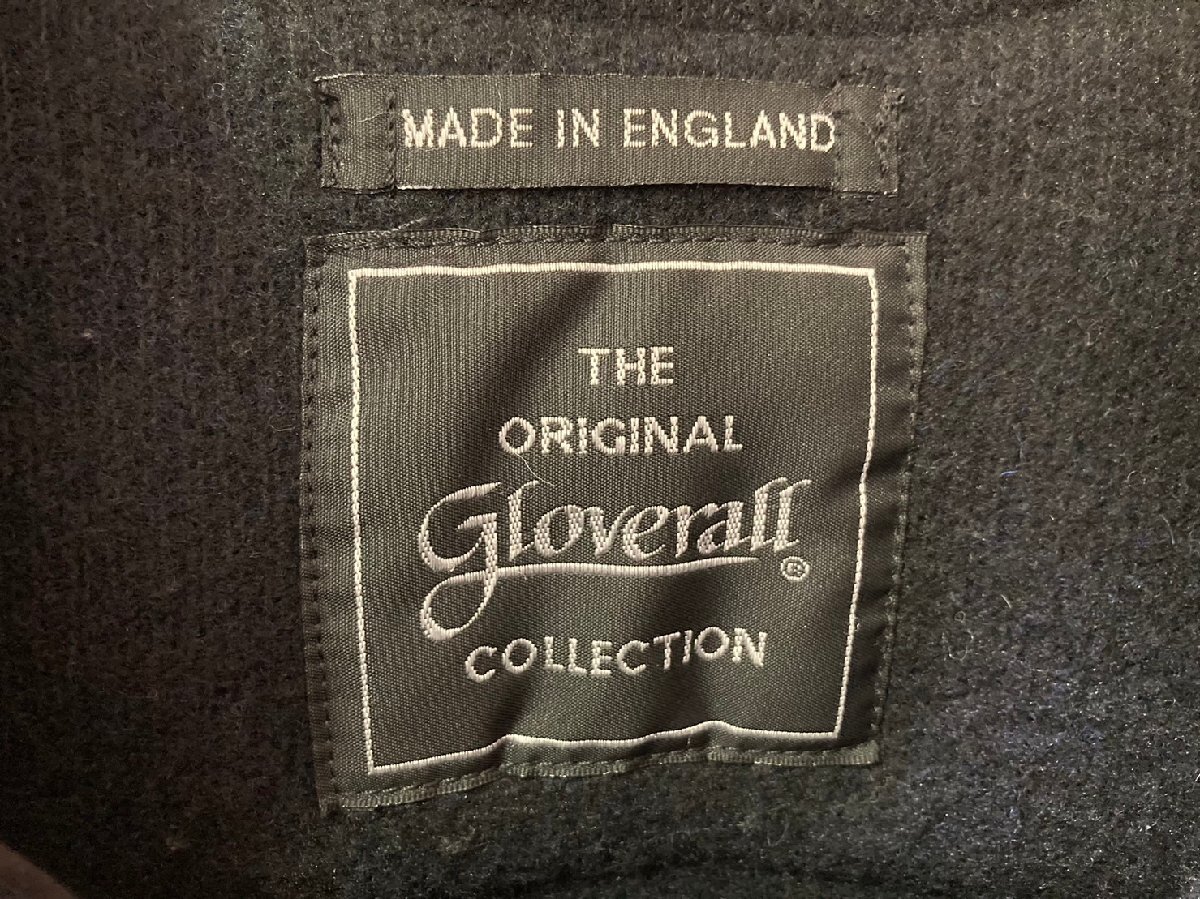 MADE IN ENGLAND
THE
ORIGINAL
Gloverall®
COLLECTION